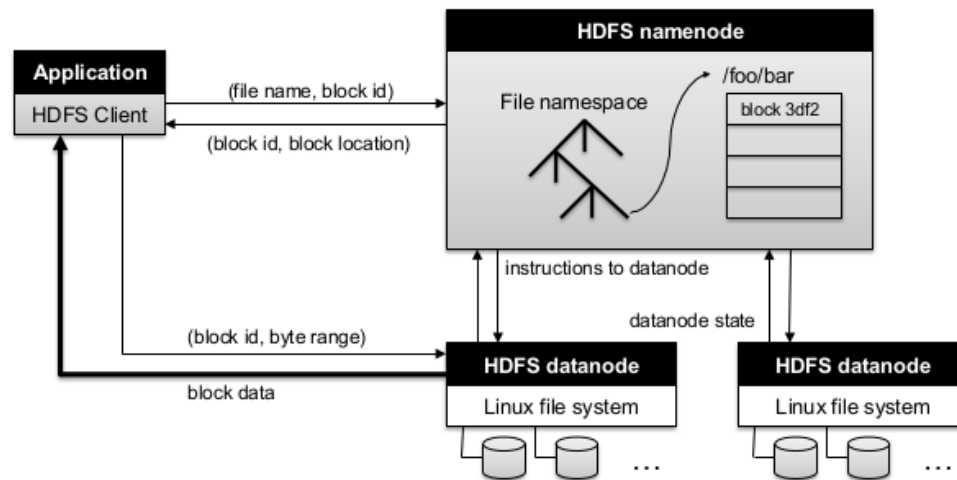 HDFS namenode
Application
HDFS Client
(file name, block id)
(block id, block location)
File namespace
/foo/bar
block 3df2
instructions to datanode
datanode state
(block id, byte range)
block data
HDFS datanode
Linux file system
...
HDFS datanode
Linux file system
...